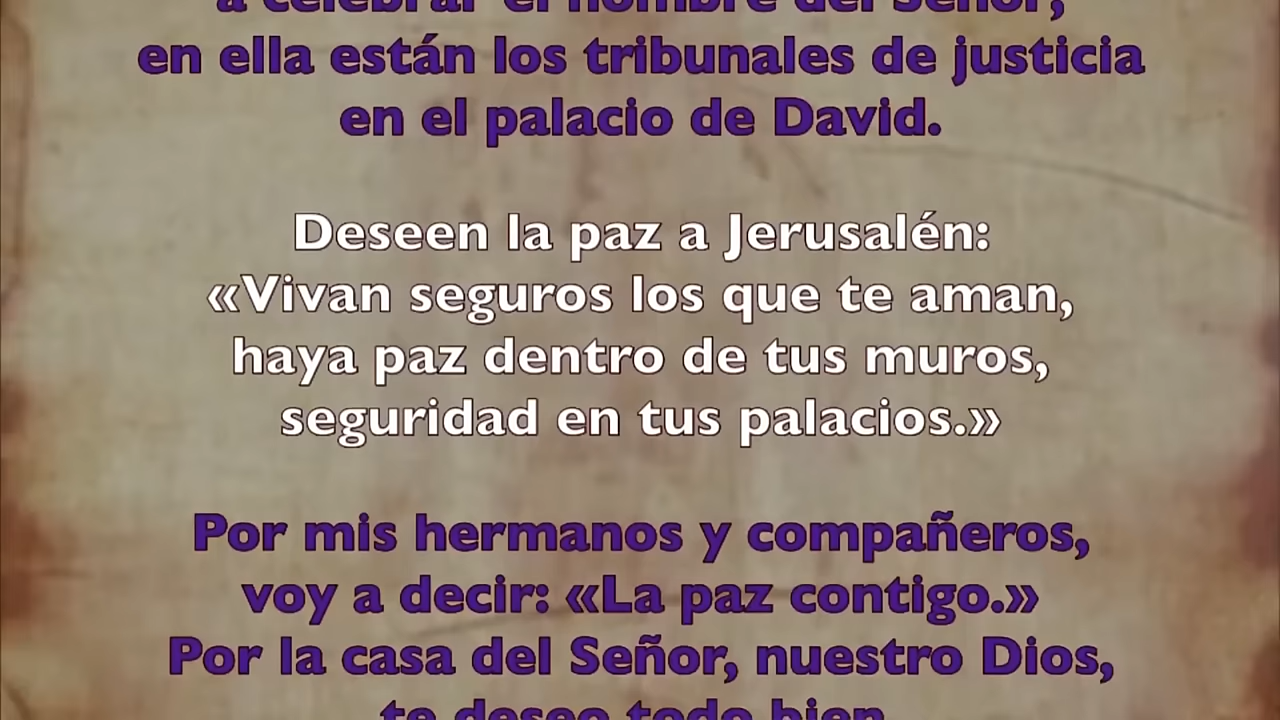 a celebrar el nombre del Señor,
en ella están los tribunales de justicia
en el palacio de David.
Deseen la paz a Jerusalén:
«Vivan seguros los que te aman,
haya paz dentro de tus muros,
seguridad en tus palacios.»
Por mis hermanos y compañeros,
voy a decir: «La paz contigo.»
Por la casa del Señor, nuestro Dios,
te deseo todo bien